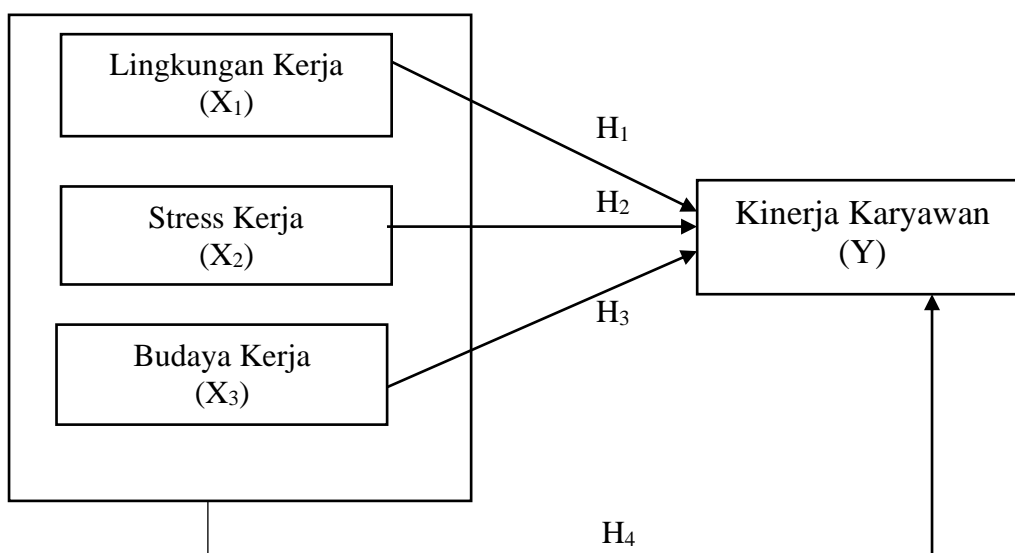 Lingkungan Kerja
(X₁)
H₁
Stress Kerja
(X₂)
H₂
Kinerja Karyawan
(Y)
H₃
Budaya Kerja
(X₃)
H₄